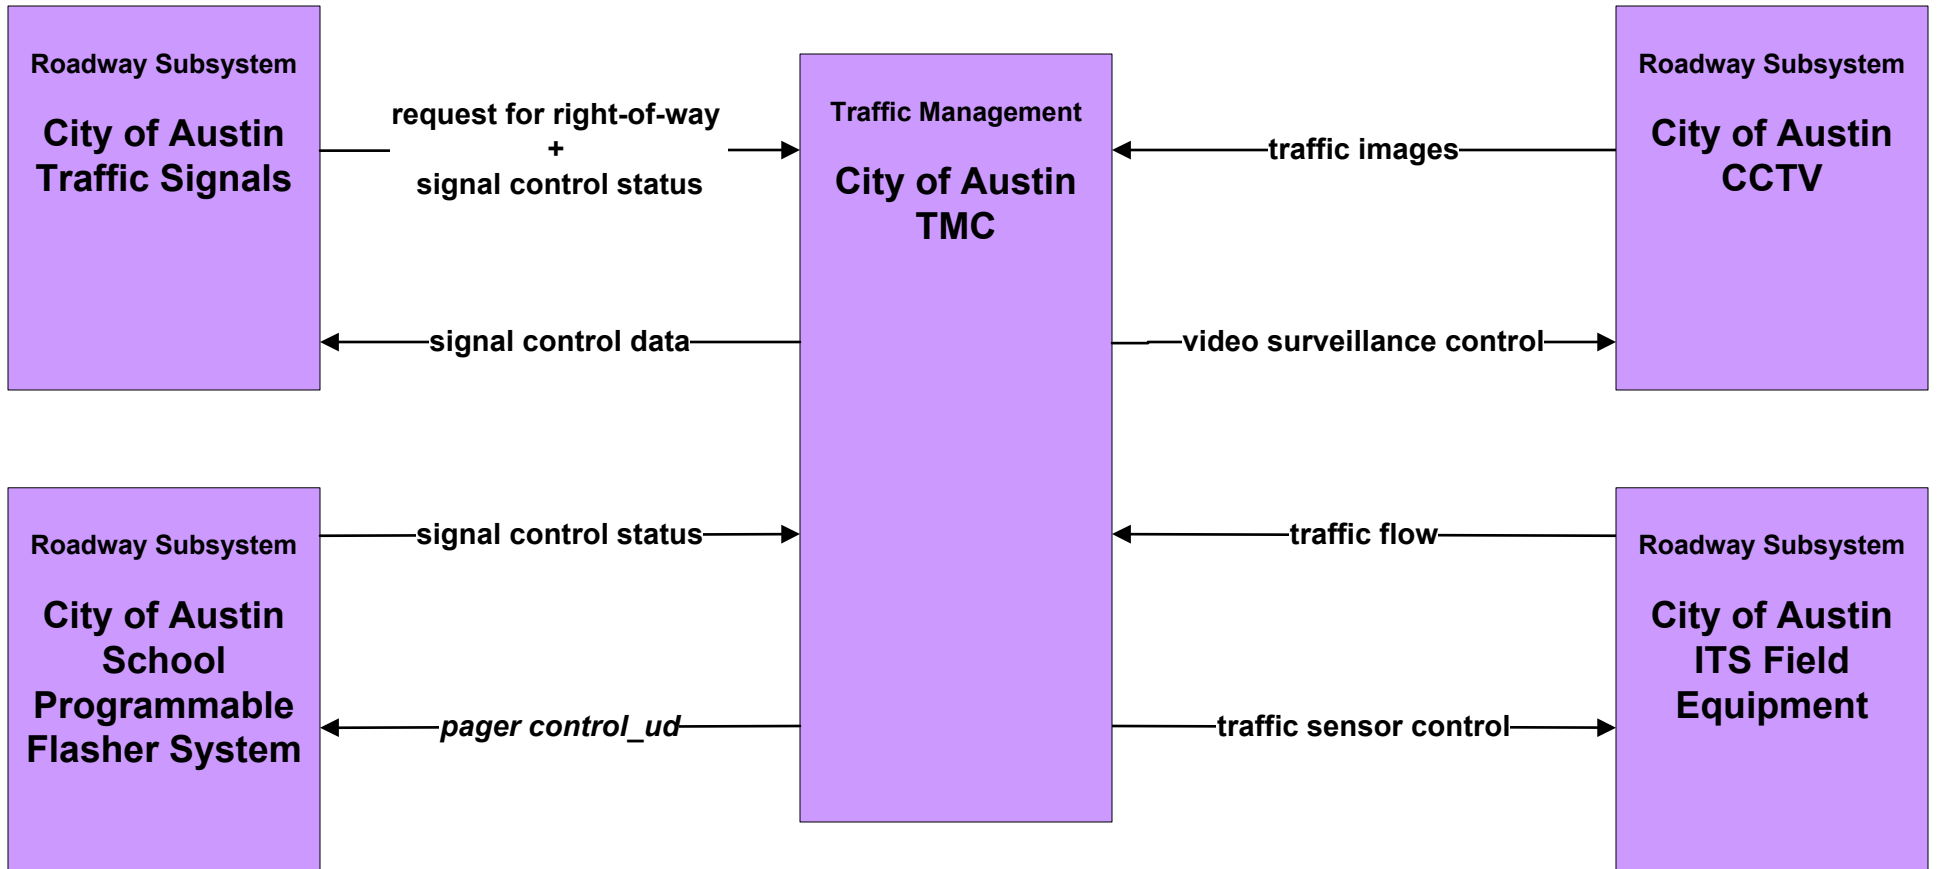 Roadway Subsystem
City of Austin
Traffic Signals
request for right-of-way
+
signal control status
signal control data
Traffic Management
City of Austin
TMC
traffic images
video surveillance control
Roadway Subsystem
City of Austin
CCTV
Roadway Subsystem
City of Austin
School
Programmable
Flasher System
signal control status
pager control_ud
traffic flow
traffic sensor control
Roadway Subsystem
City of Austin
ITS Field
Equipment